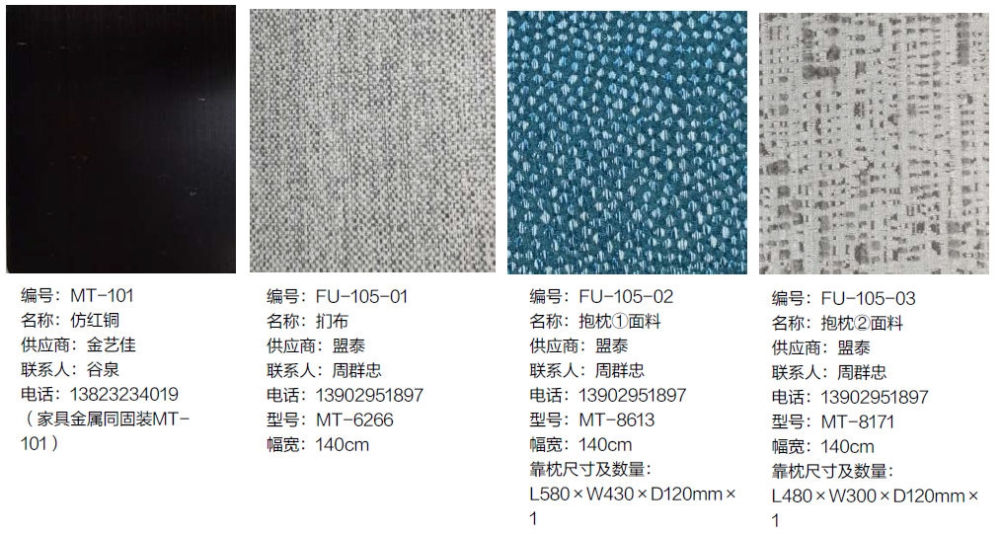 编号：MT-101
名称：仿红铜
供应商：金艺佳
联系人：谷泉
电话：13823234019
（家具金属同固装MT-
101）
编号：FU-105-01
名称：扪布
供应商：盟泰
联系人：周群忠
电话：13902951897
型号：MT-6266
幅宽：140cm
编号：FU-105-02
名称：抱枕①面料
供应商：盟泰
联系人：周群忠
电话：13902951897
型号：MT-8613
幅宽：140cm
靠枕尺寸及数量：
L580×W430×D120mm×
1
编号：FU-105-03
名称：抱枕②面料
供应商：盟泰
联系人：周群忠
电话：13902951897
型号：MT-8171
幅宽：140cm
靠枕尺寸及数量：
L480×W300×D120mm×
1